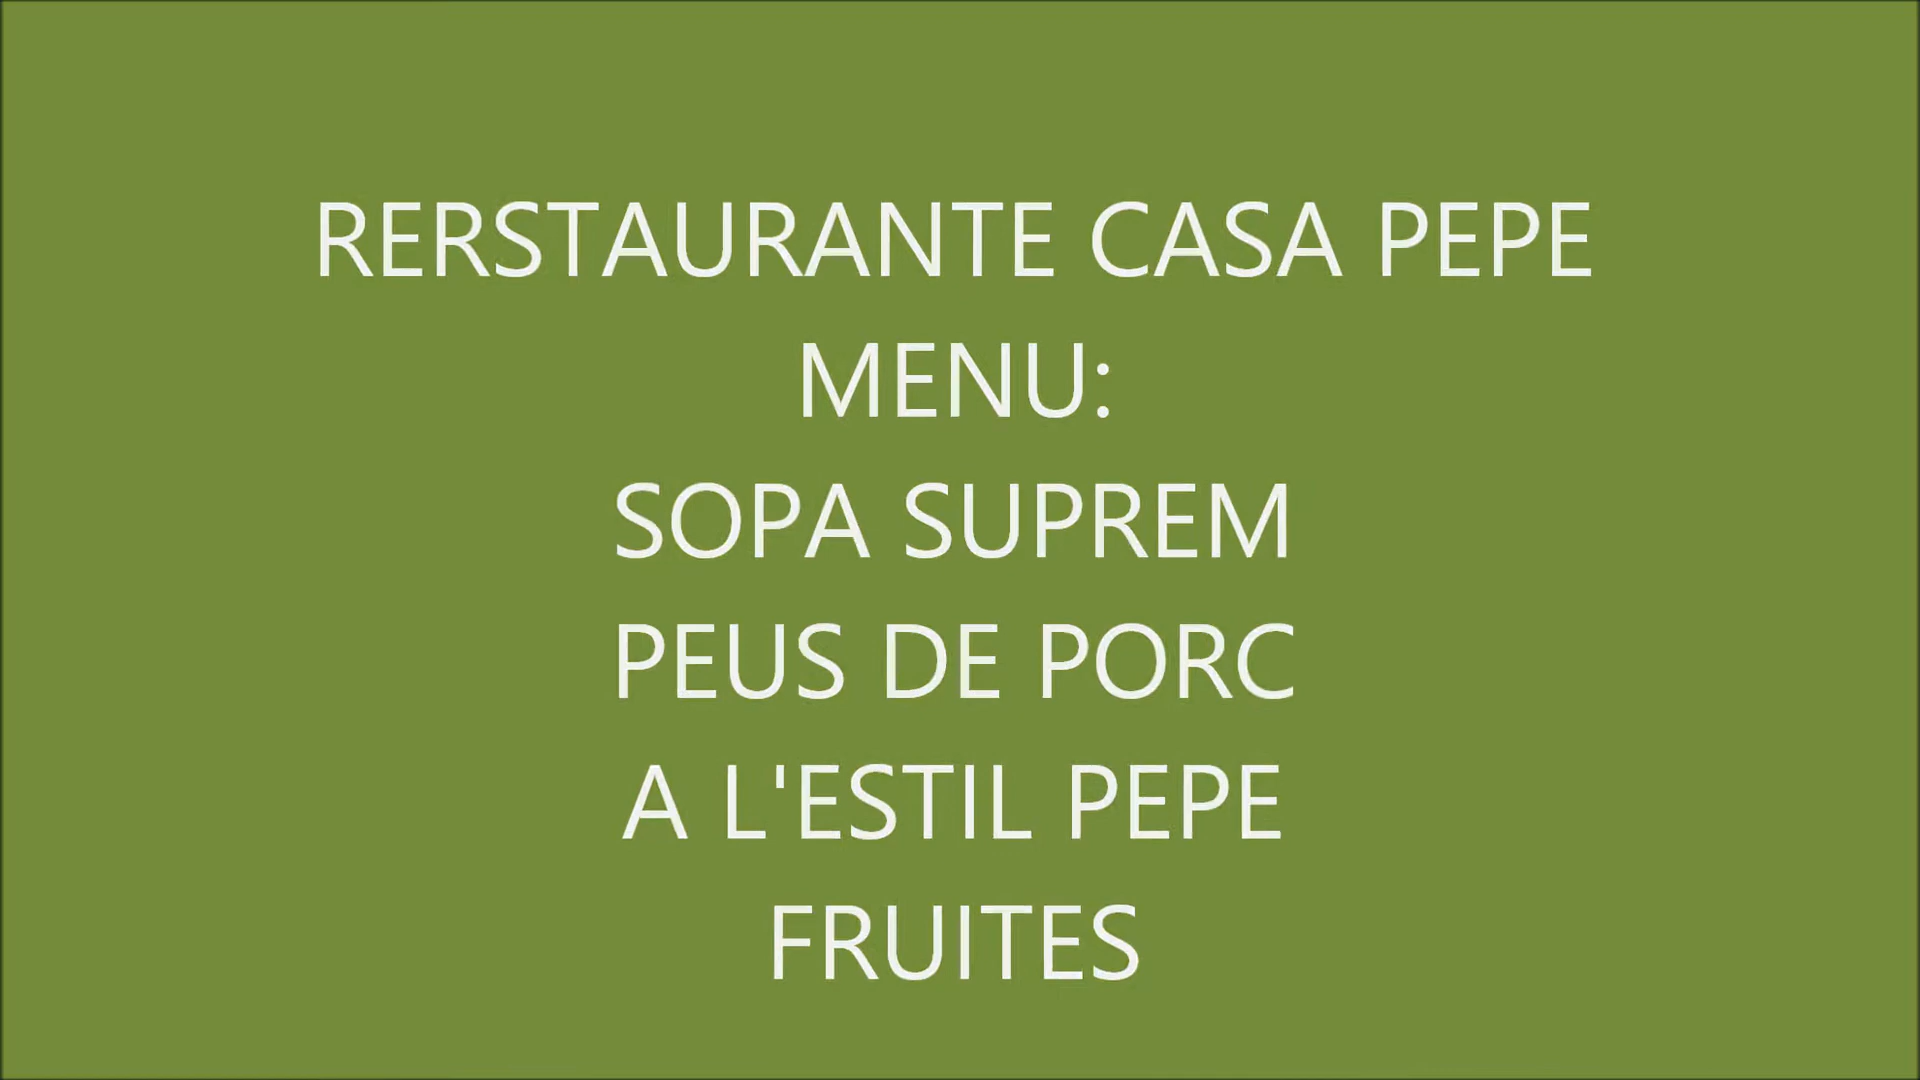 RERSTAURANTE CASA PEPE
MENU:
SOPA SUPREM
PEUS DE PORC
A L'ESTIL PEPE
FRUITES